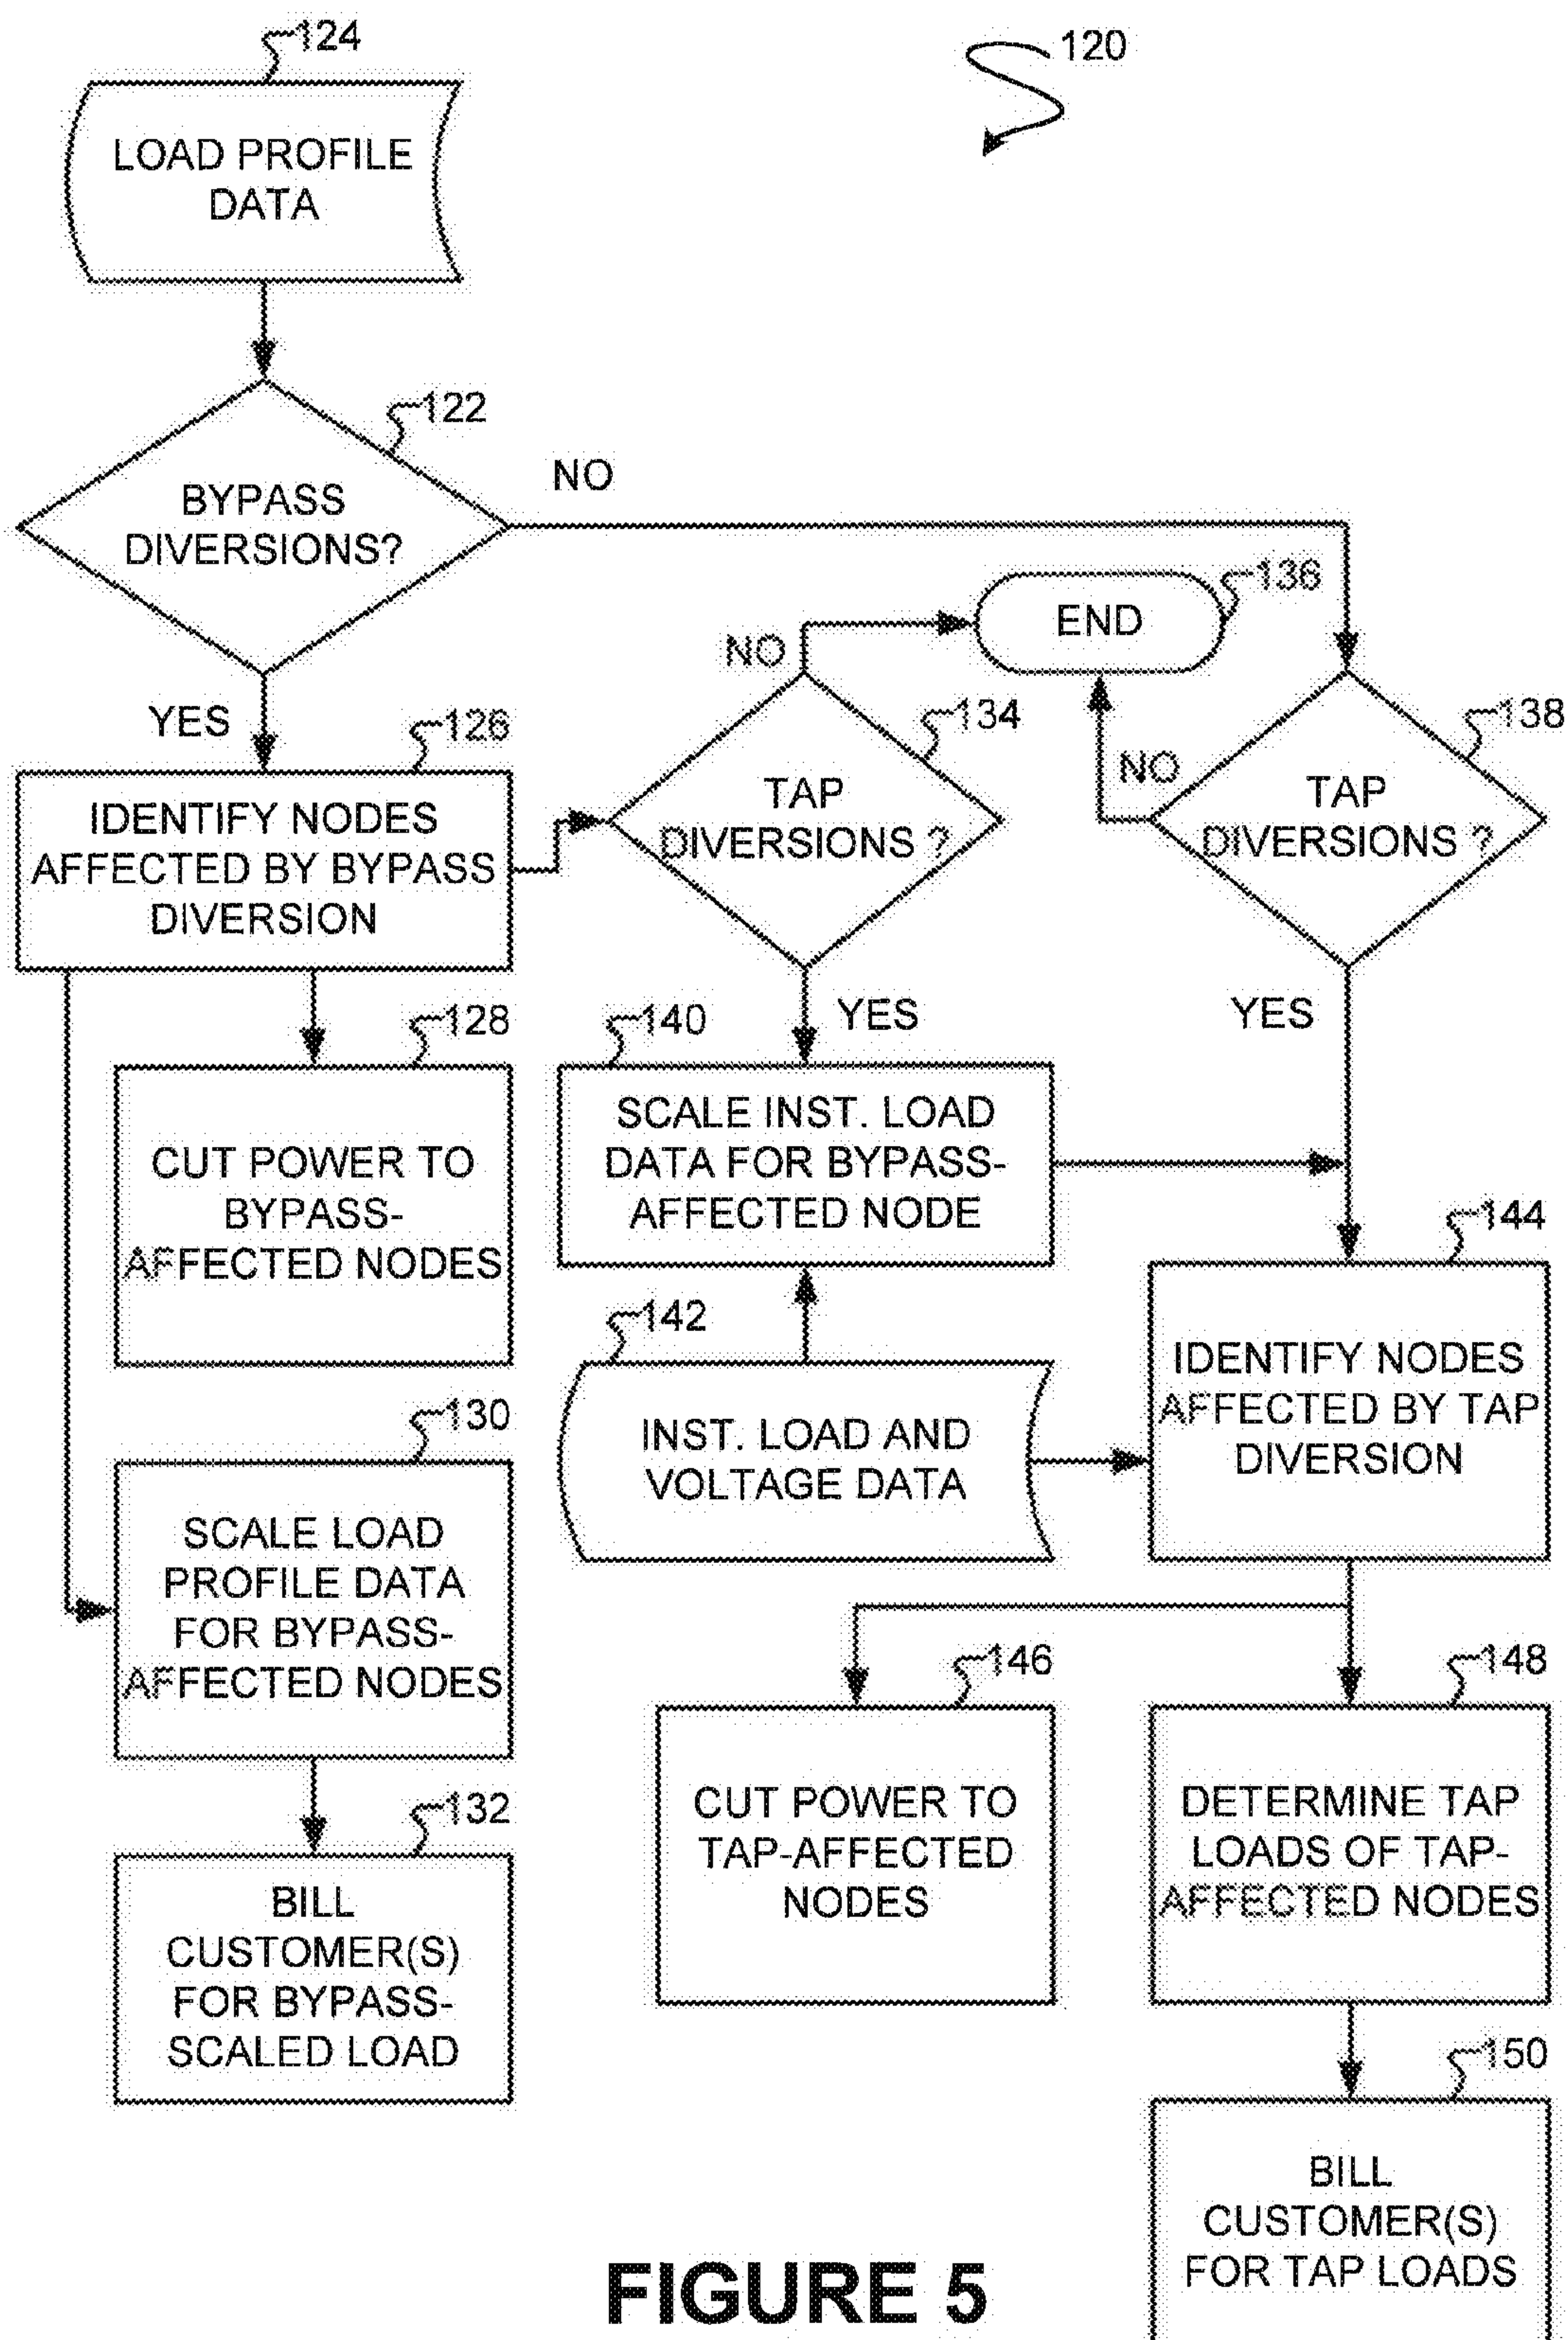 124
120
LOAD PROFILE
DATA
122
NO
BYPASS
DIVERSIONS?
136
END
NO
YES
126
134
138
NO
IDENTIFY NODES
AFFECTED BY BYPASS
DIVERSION
TAP
DIVERSIONS ?
TAP
DIVERSIONS ?
128
140
YES
YES
CUT POWER TO
BYPASS-
AFFECTED NODES
SCALE INST. LOAD
DATA FOR BYPASS-
AFFECTED NODE
144
142
IDENTIFY NODES
AFFECTED BY TAP
DIVERSION
130
INST. LOAD AND
VOLTAGE DATA
SCALE LOAD
PROFILE DATA
FOR BYPASS-
AFFECTED NODES
146
148
132
CUT POWER TO
TAP-AFFECTED
NODES
DETERMINE TAP
LOADS OF TAP-
AFFECTED NODES
BILL
CUSTOMER(S)
FOR BYPASS-
SCALED LOAD
150
BILL
CUSTOMER(S)
FOR TAP LOADS
FIGURE 5